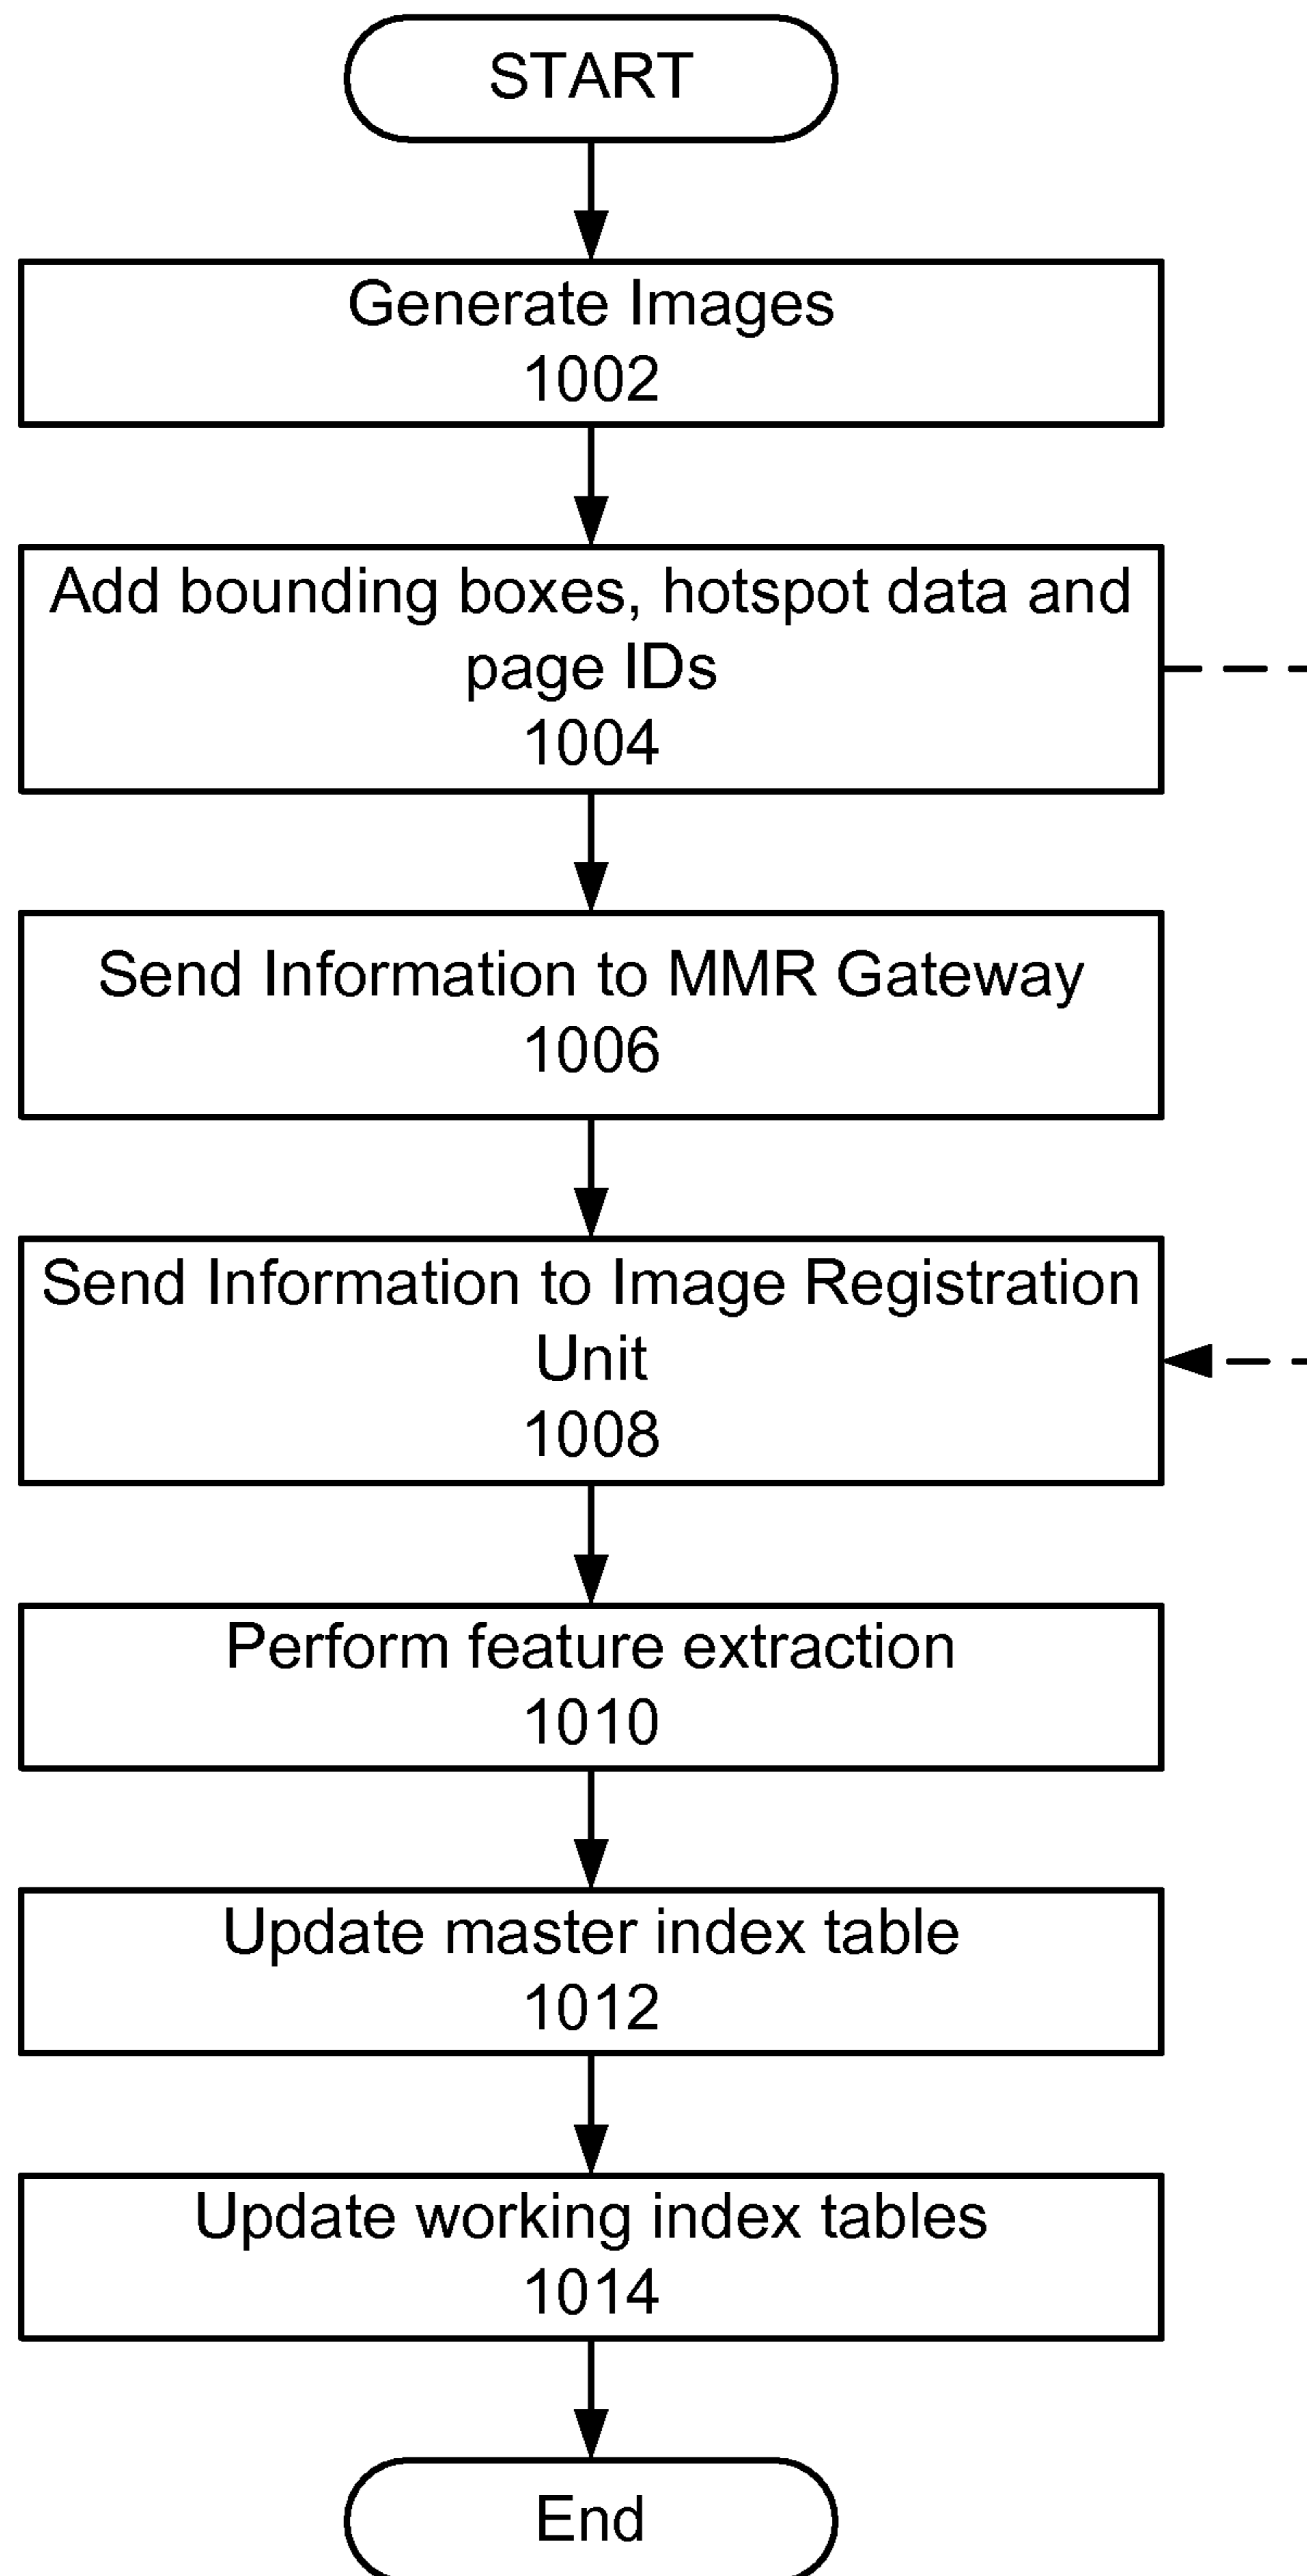 START
Generate Images
1002
Add bounding boxes, hotspot data and
page IDs
1004
Send Information to MMR Gateway
1006
Send Information to Image Registration
Unit
1008
Perform feature extraction
1010
Update master index table
1012
Update working index tables
1014
End